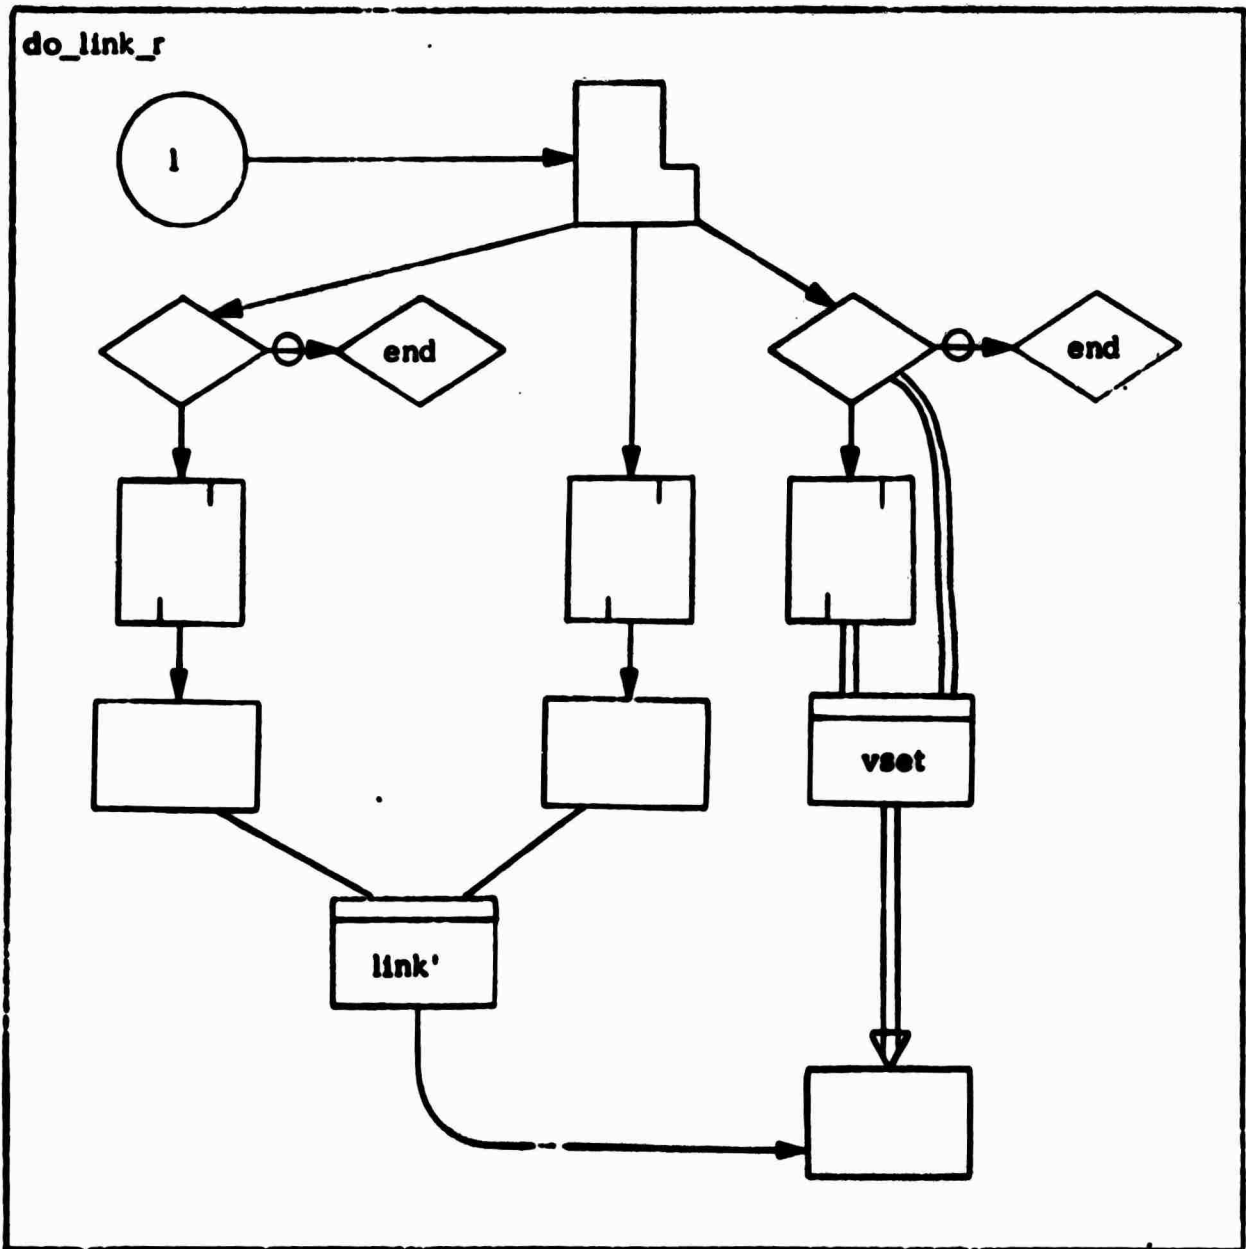 do_link_r
1
end
end
vset
link'